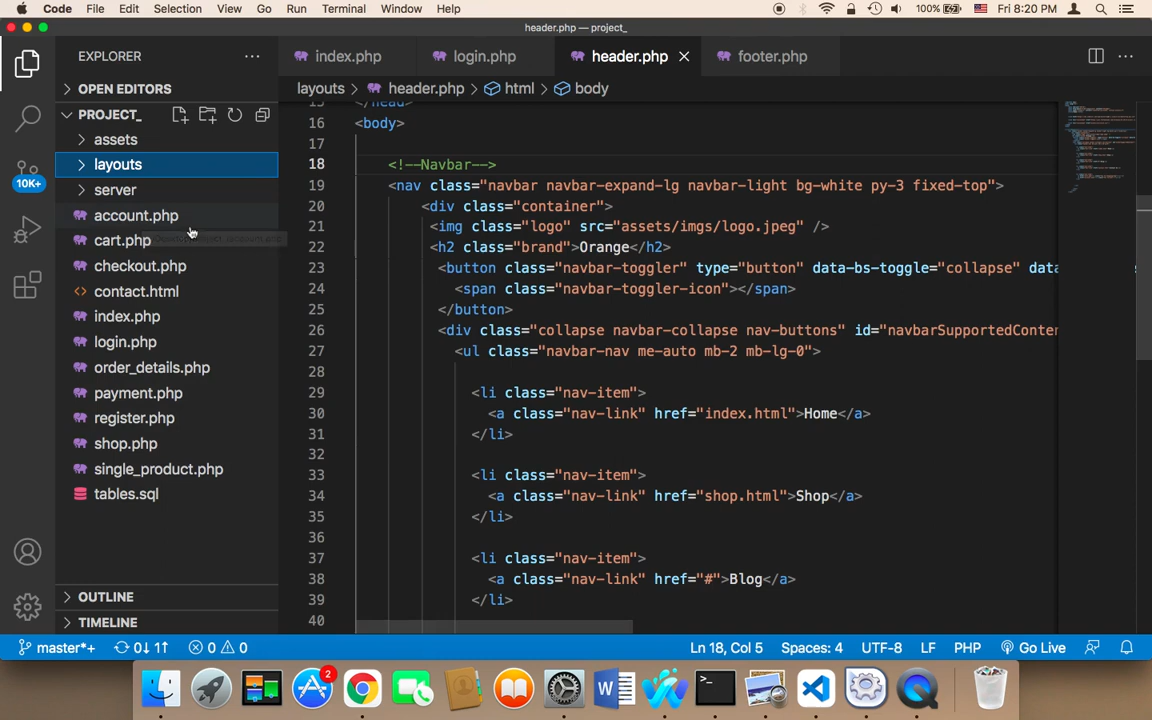 Code File Edit Selection View Go Run Terminal Window Help 100% Fri 8:20 PM
header.php — project_
EXPLORER
index.php login.php header.php footer.php
OPEN EDITORS
layouts > header.php > html > body
PROJECT_
assets
layouts
server
account.php
cart.php
checkout.php
contact.html
index.php
login.php
order_details.php
payment.php
register.php
shop.php
single_product.php
tables.sql
OUTLINE
TIMELINE
10K+
15 </head>
16 <body>
17
18 <!--Navbar-->
19 <nav class="navbar navbar-expand-lg navbar-light bg-white py-3 fixed-top">
20 <div class="container">
21 <img class="logo" src="assets/imgs/logo.jpeg" />
22 <h2 class="brand">Orange</h2>
23 <button class="navbar-toggler" type="button" data-bs-toggle="collapse" data
24 <span class="navbar-toggler-icon"></span>
25 </button>
26 <div class="collapse navbar-collapse nav-buttons" id="navbarSupportedConter
27 <ul class="navbar-nav me-auto mb-2 mb-lg-0">
28
29 <li class="nav-item">
30 <a class="nav-link" href="index.html">Home</a>
31 </li>
32
33 <li class="nav-item">
34 <a class="nav-link" href="shop.html">Shop</a>
35 </li>
36
37 <li class="nav-item">
38 <a class="nav-link" href="#">Blog</a>
39 </li>
40
master*+ 0↓ 1↑ 0 0 Ln 18, Col 5 Spaces: 4 UTF-8 LF PHP Go Live
2
W
>_